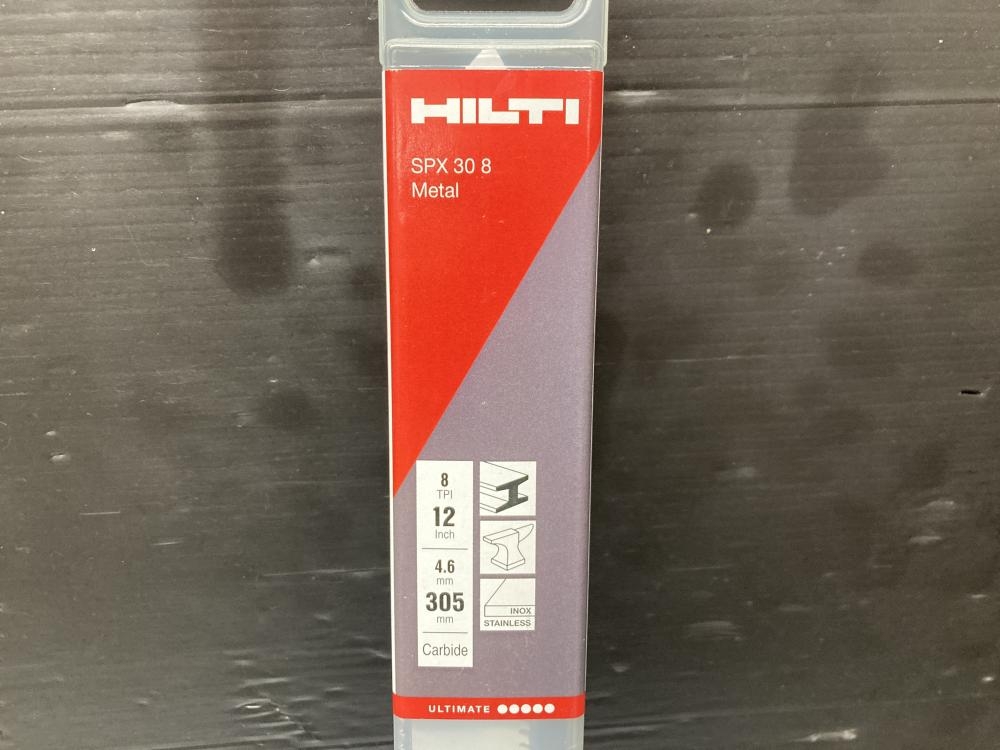 HILTI
SPX 30 8
Metal
8
TPI
12
Inch
4.6
mm
305
mm
Carbide
INOX
STAINLESS
ULTIMATE